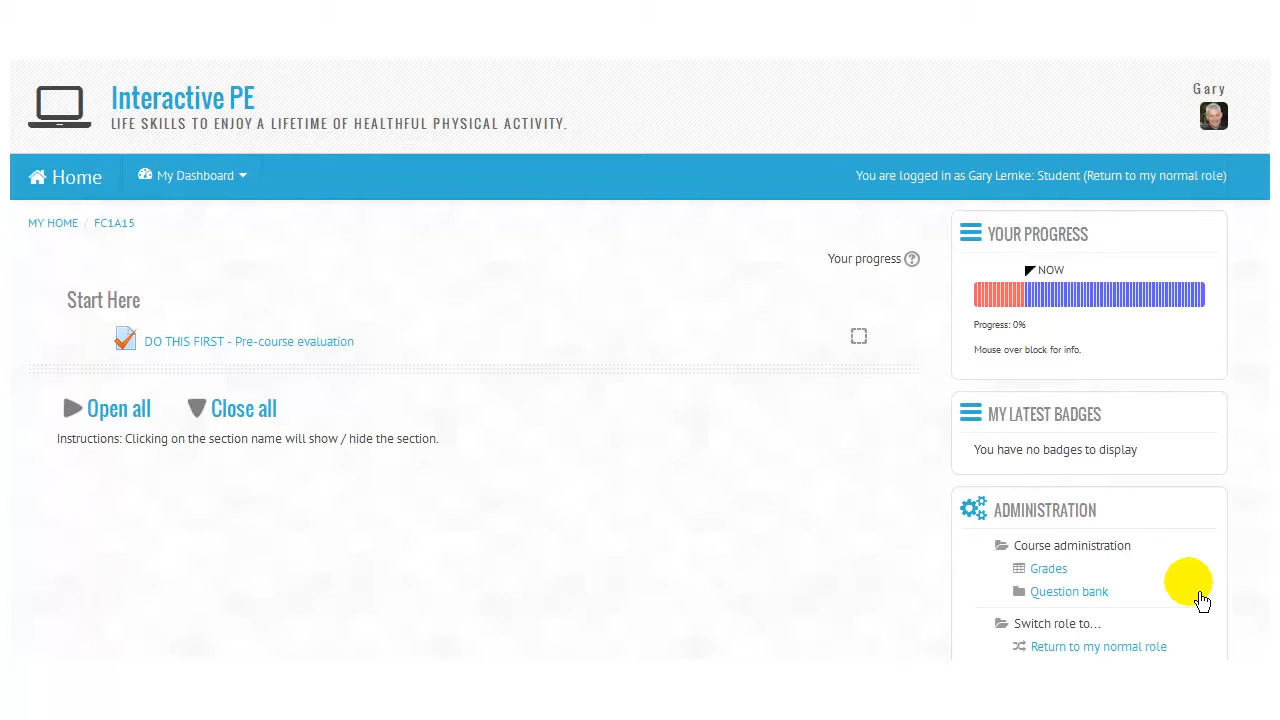 Interactive PE
LIFE SKILLS TO ENJOY A LIFETIME OF HEALTHFUL PHYSICAL ACTIVITY.
Gary
Home
My Dashboard
You are logged in as Gary Lemke: Student (Return to my normal role)
MY HOME / FC1A15
Your progress ?
Start Here
DO THIS FIRST - Pre-course evaluation
Open all
Close all
Instructions: Clicking on the section name will show / hide the section.
YOUR PROGRESS
NOW
Progress: 0%
Mouse over block for info.
MY LATEST BADGES
You have no badges to display
ADMINISTRATION
Course administration
Grades
Question bank
Switch role to...
Return to my normal role